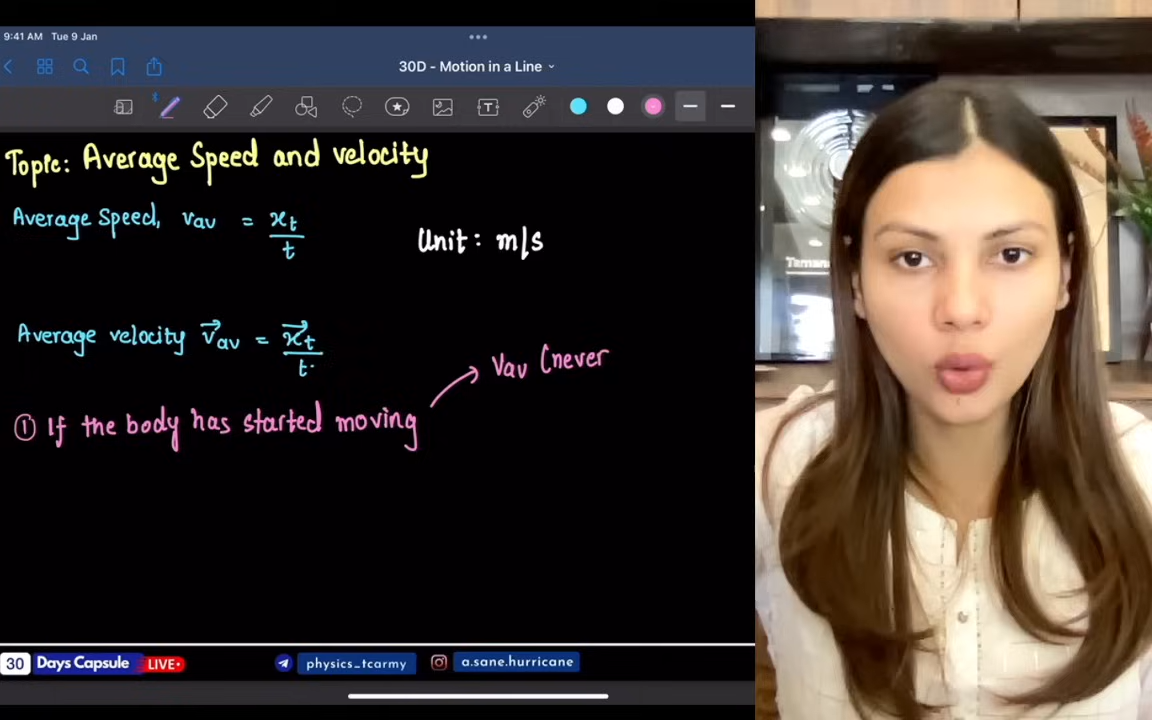 9:41 AM Tue 9 Jan
30D - Motion in a Line
Topic: Average Speed and velocity
Average Speed, vav = xt/t
Unit: m/s
Average velocity v⃗av = x⃗t/t
vav (never
① If the body has started moving
30 Days Capsule LIVE
physics_tcarmy
a.sane.hurricane